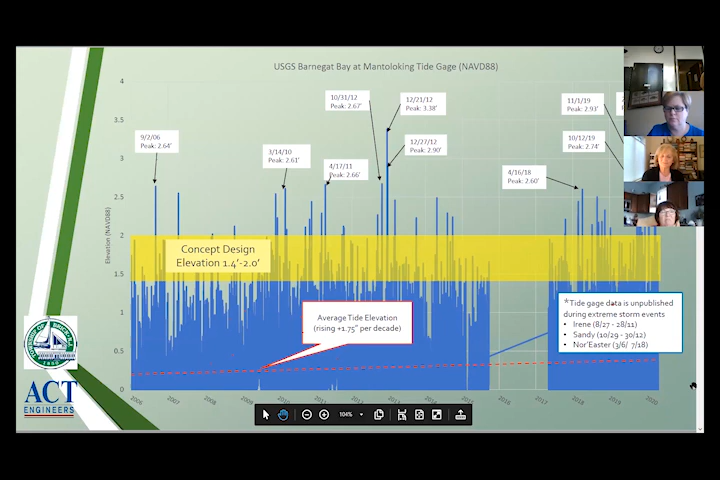 USGS Barnegat Bay at Mantoloking Tide Gage (NAVD88)
4
3.5
3
2.5
2
1.5
1
0.5
0
Elevation (NAVD88)
9/2/06
Peak: 2.64'
3/14/10
Peak: 2.61'
10/31/12
Peak: 2.67'
4/17/11
Peak: 2.66'
12/21/12
Peak: 3.38'
12/27/12
Peak: 2.90'
4/16/18
Peak: 2.60'
11/1/19
Peak: 2.93'
10/12/19
Peak: 2.74'
Concept Design
Elevation 1.4'-2.0'
Average Tide Elevation
(rising +1.75" per decade)
*Tide gage data is unpublished
during extreme storm events
• Irene (8/27 - 28/11)
• Sandy (10/29 - 30/12)
• Nor'Easter (3/6/ 7/18)
2006 2007 2008 2009 2010 2011 2012 2013 2014 2015 2016 2017 2018 2019 2020
TOWNSHIP OF BRICK, N.J.
1850
ACT
ENGINEERS
104%